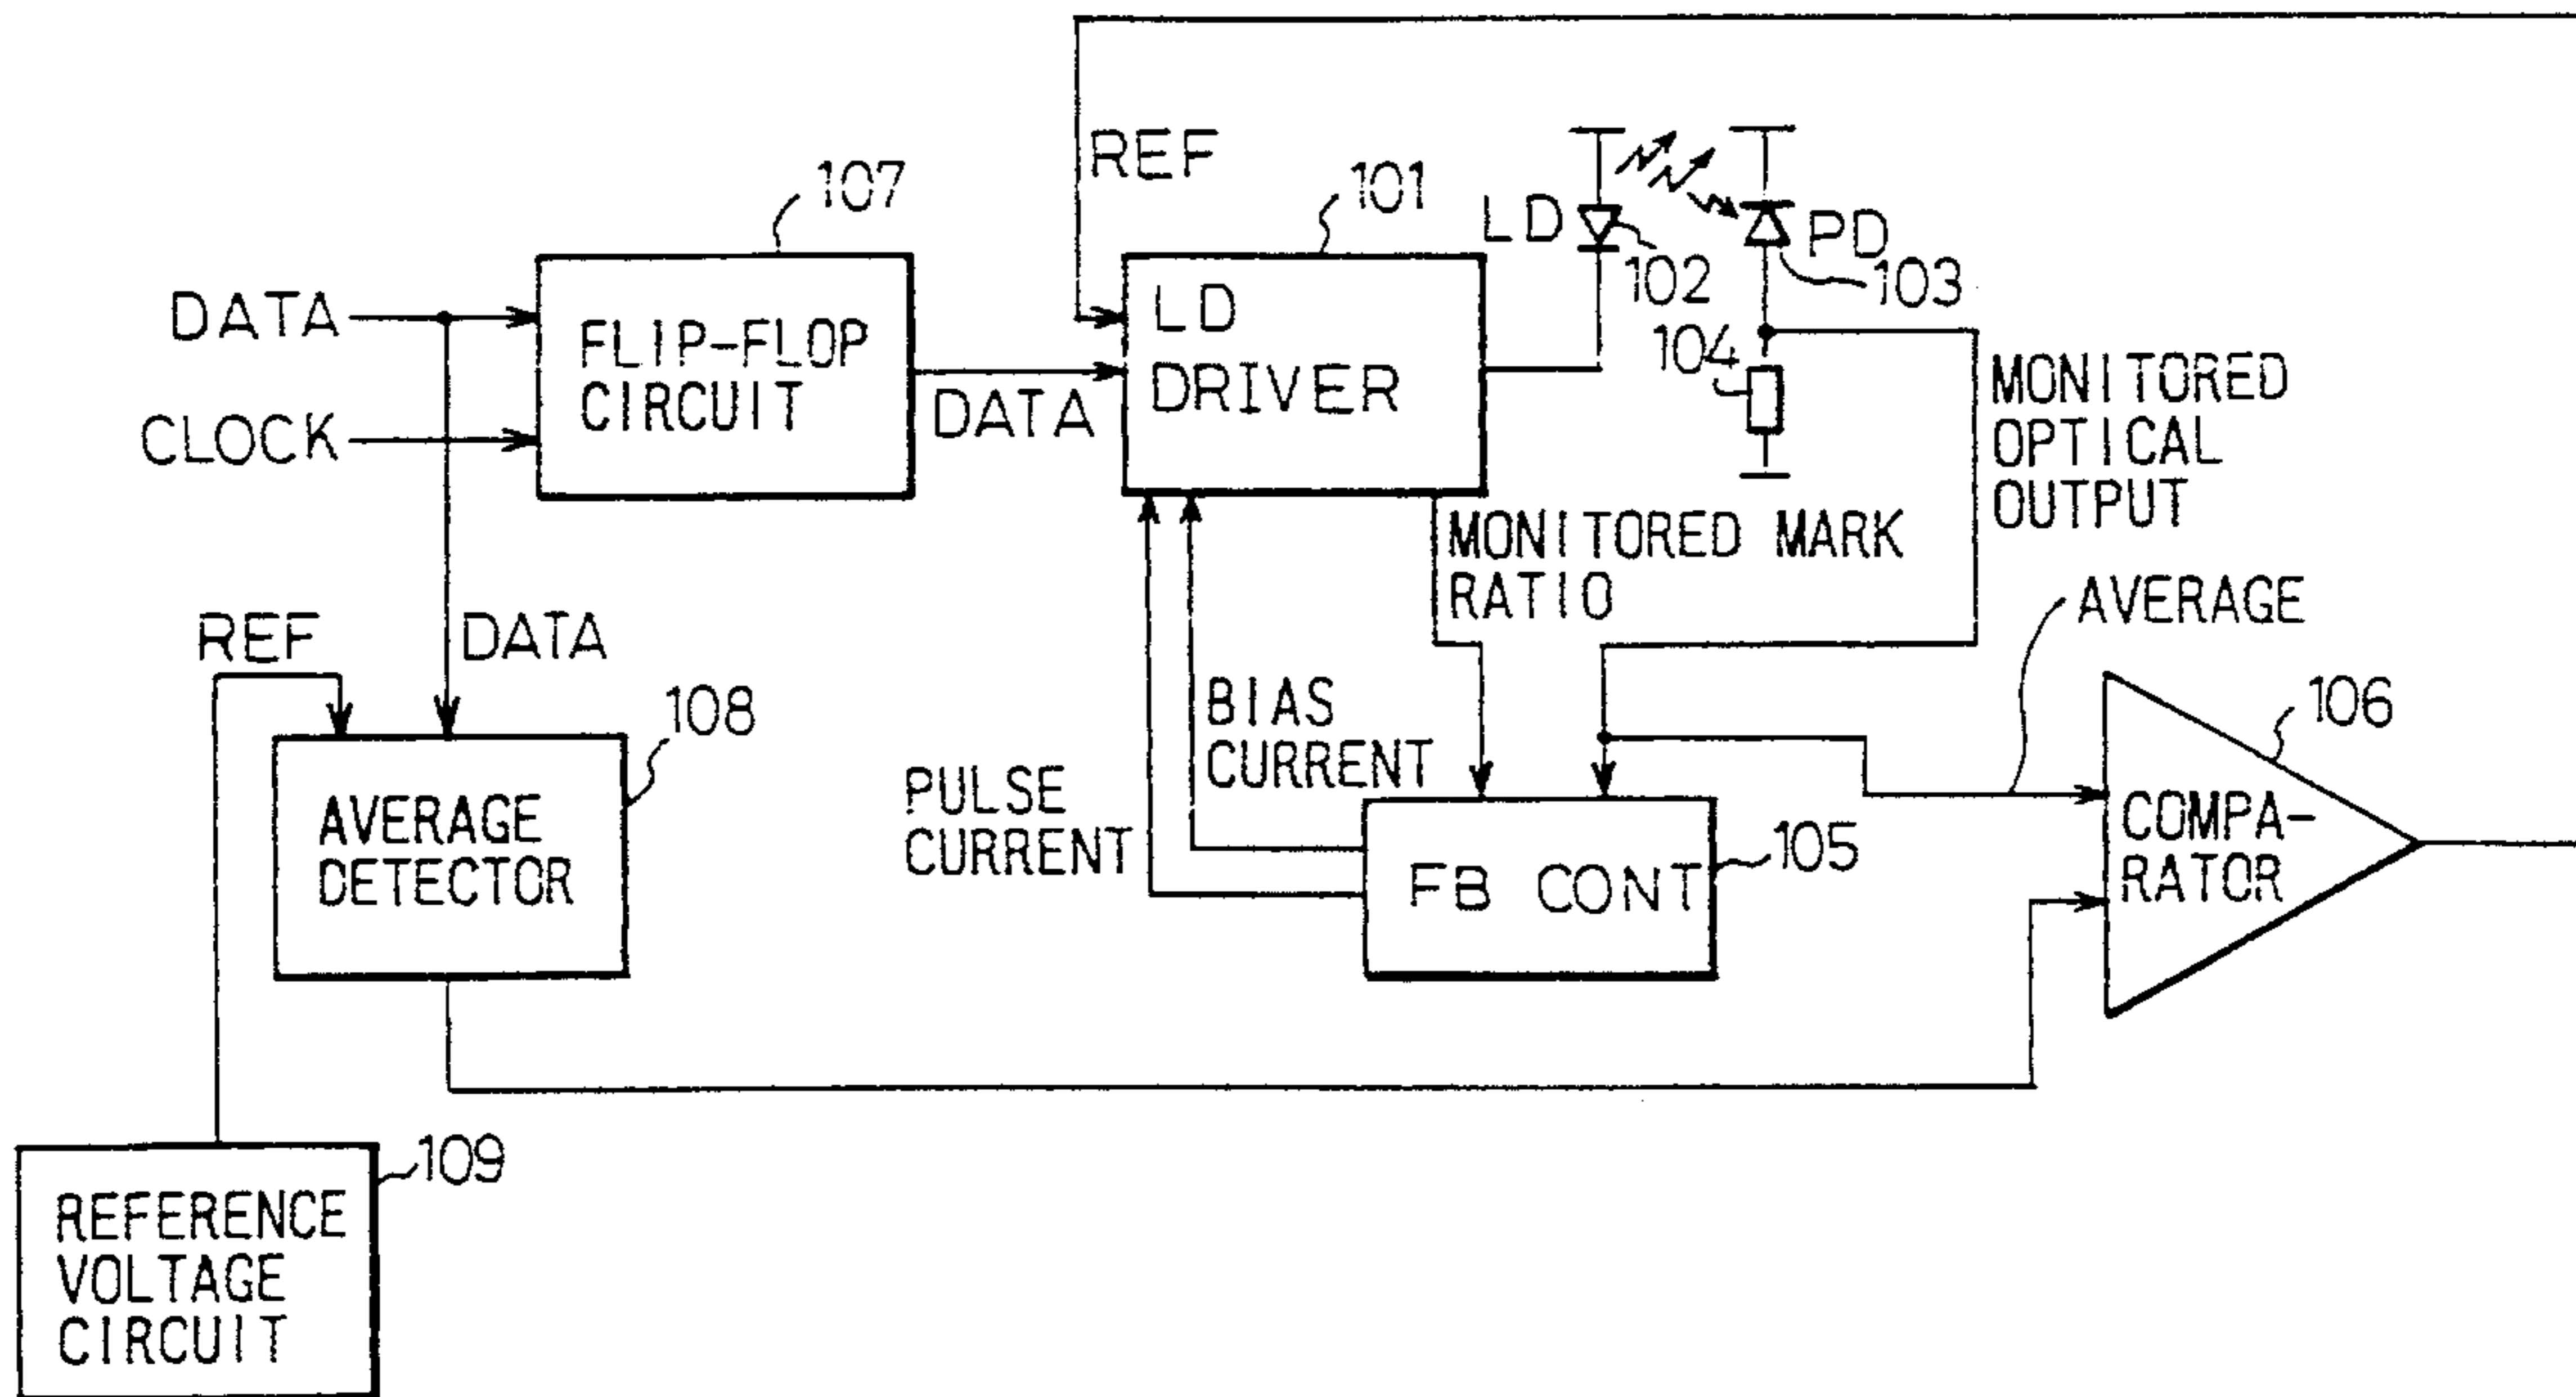 REF
107
101
LD
PD
102
103
DATA
CLOCK
FLIP-FLOP
CIRCUIT
DATA
LD
DRIVER
104
MONITORED
OPTICAL
OUTPUT
MONITORED MARK
RATIO
AVERAGE
REF
DATA
108
BIAS
CURRENT
PULSE
CURRENT
106
AVERAGE
DETECTOR
105
FB CONT
COMPA-
RATOR
109
REFERENCE
VOLTAGE
CIRCUIT